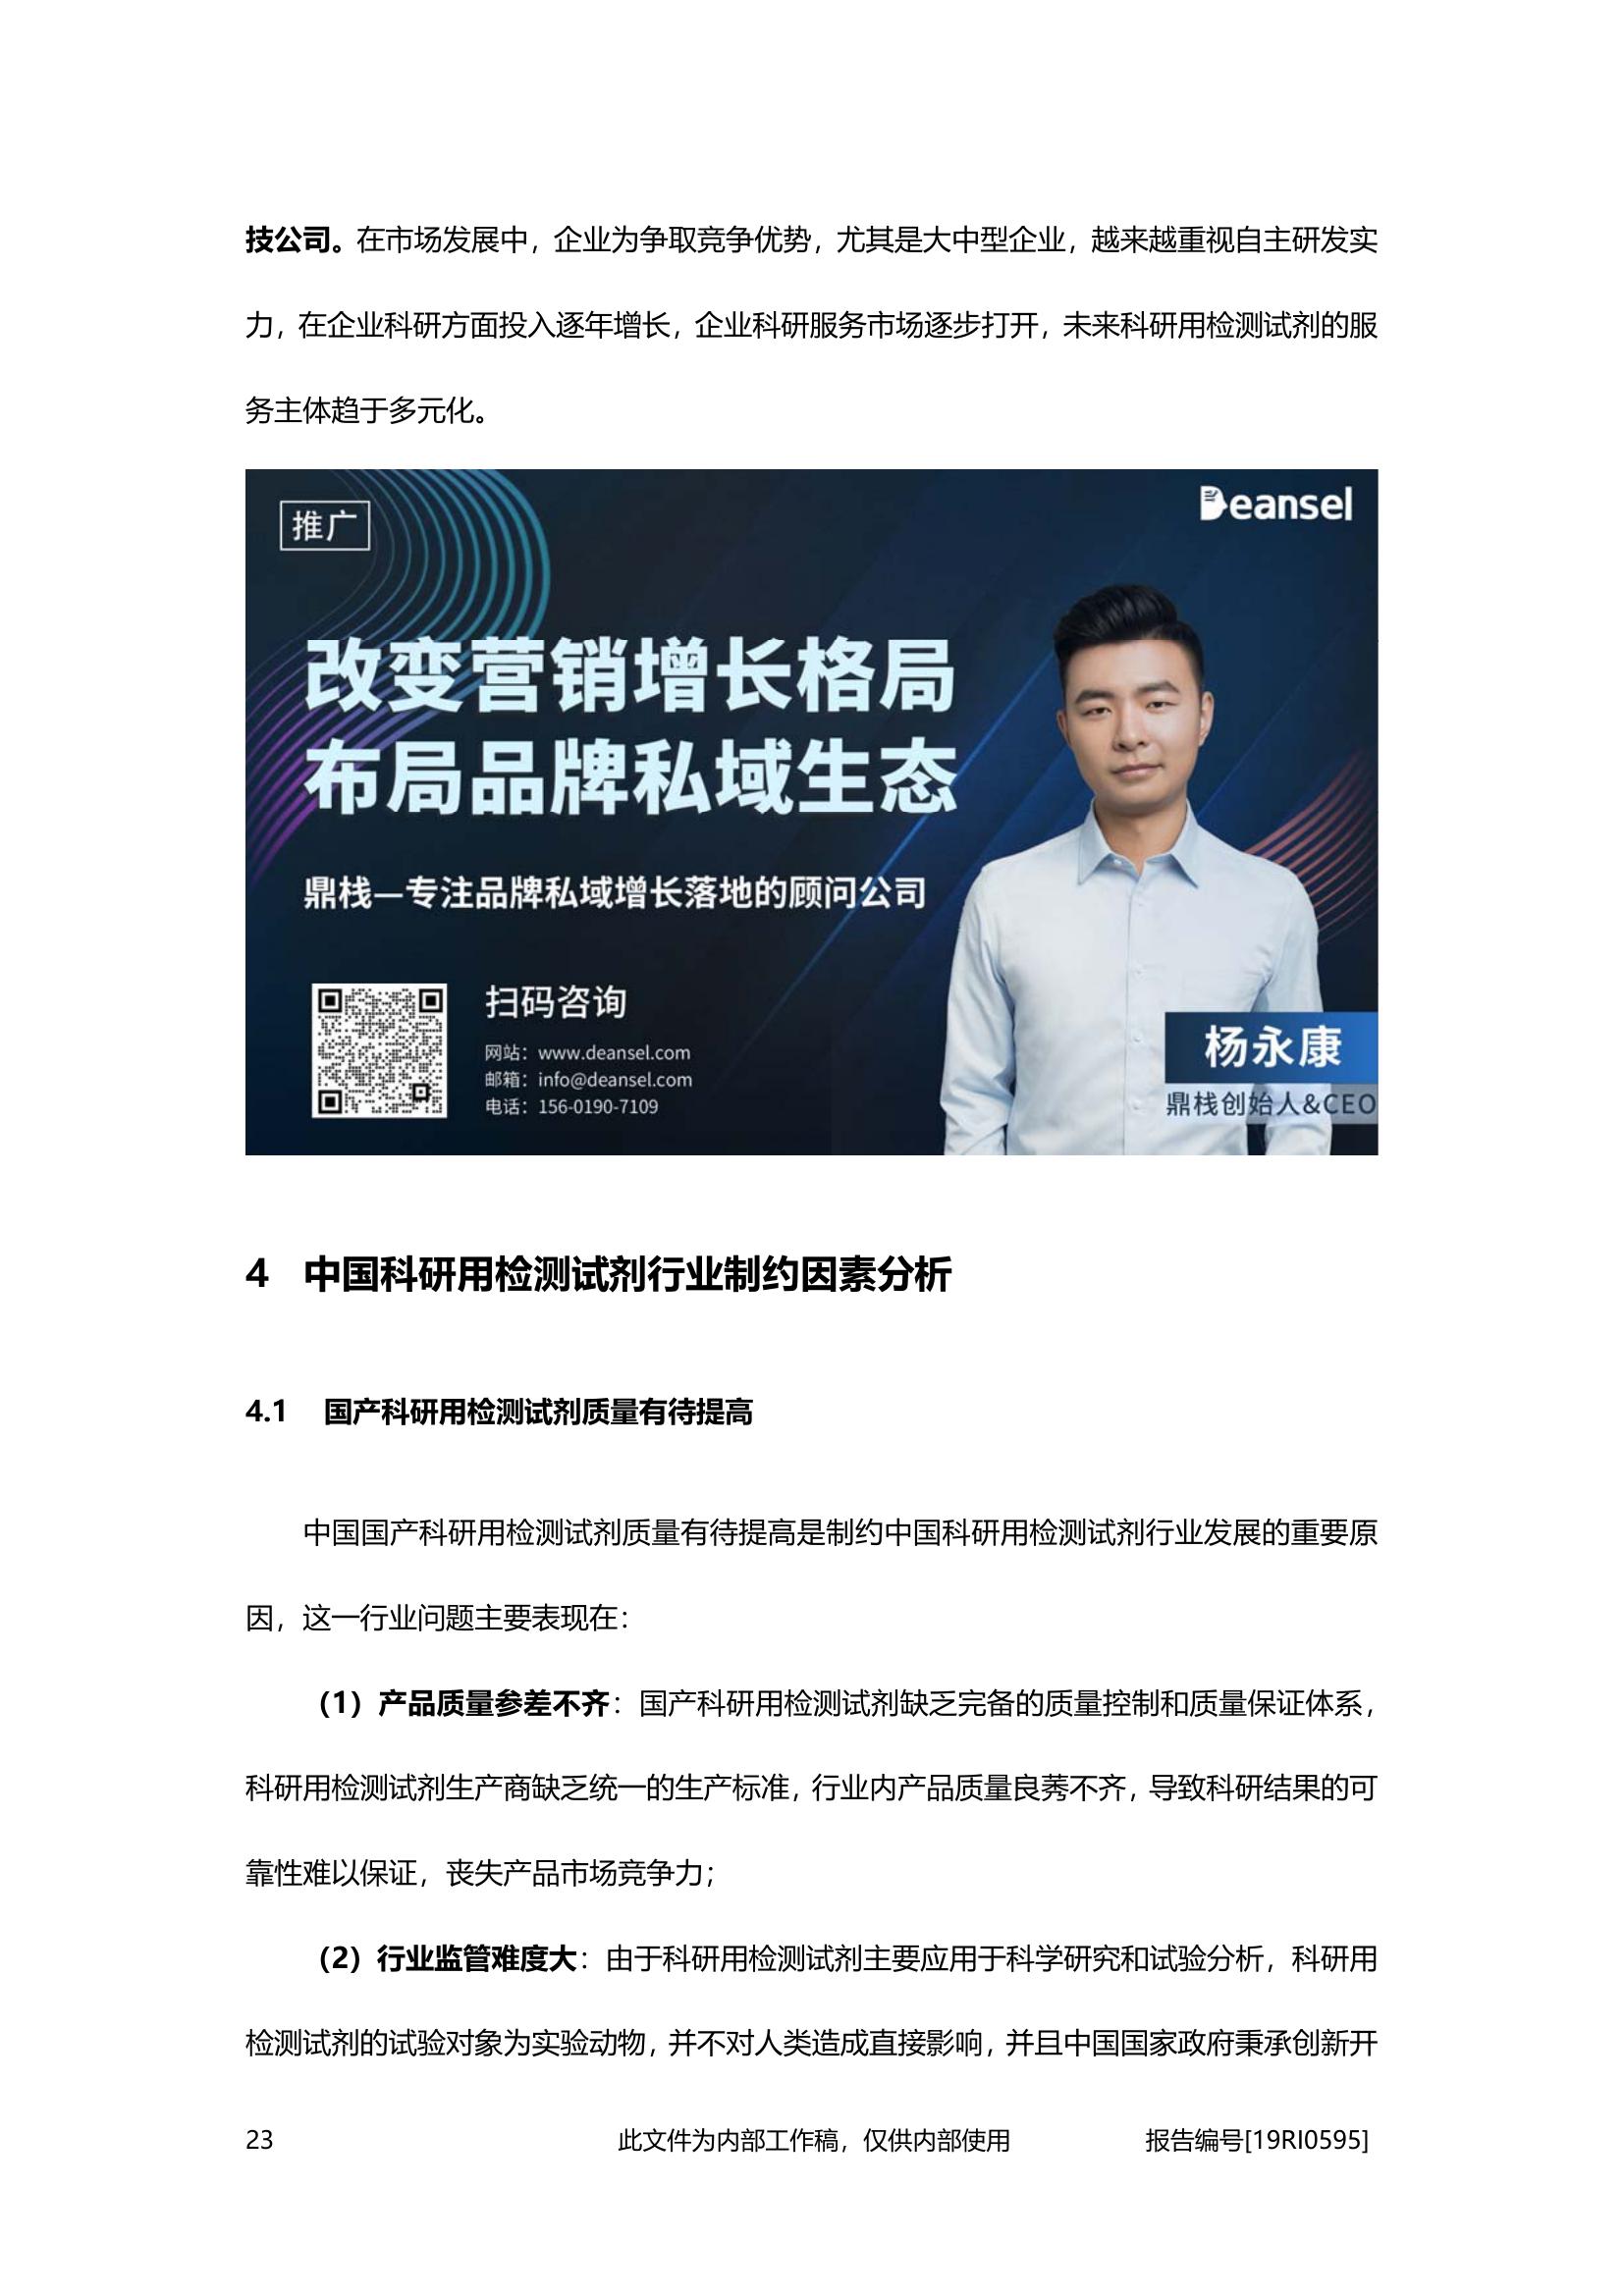 技公司。在市场发展中，企业为争取竞争优势，尤其是大中型企业，越来越重视自主研发实
力，在企业科研方面投入逐年增长，企业科研服务市场逐步打开，未来科研用检测试剂的服
务主体趋于多元化。
推广
Deansel
改变营销增长格局
布局品牌私域生态
鼎栈—专注品牌私域增长落地的顾问公司
扫码咨询
网站：www.deansel.com
邮箱：info@deansel.com
电话：156-0190-7109
杨永康
鼎栈创始人&CEO
4 中国科研用检测试剂行业制约因素分析
4.1 国产科研用检测试剂质量有待提高
中国国产科研用检测试剂质量有待提高是制约中国科研用检测试剂行业发展的重要原
因，这一行业问题主要表现在：
（1）产品质量参差不齐：国产科研用检测试剂缺乏完备的质量控制和质量保证体系，
科研用检测试剂生产商缺乏统一的生产标准，行业内产品质量良莠不齐，导致科研结果的可
靠性难以保证，丧失产品市场竞争力；
（2）行业监管难度大：由于科研用检测试剂主要应用于科学研究和试验分析，科研用
检测试剂的试验对象为实验动物，并不对人类造成直接影响，并且中国国家政府秉承创新开
23 此文件为内部工作稿，仅供内部使用 报告编号[19RI0595]